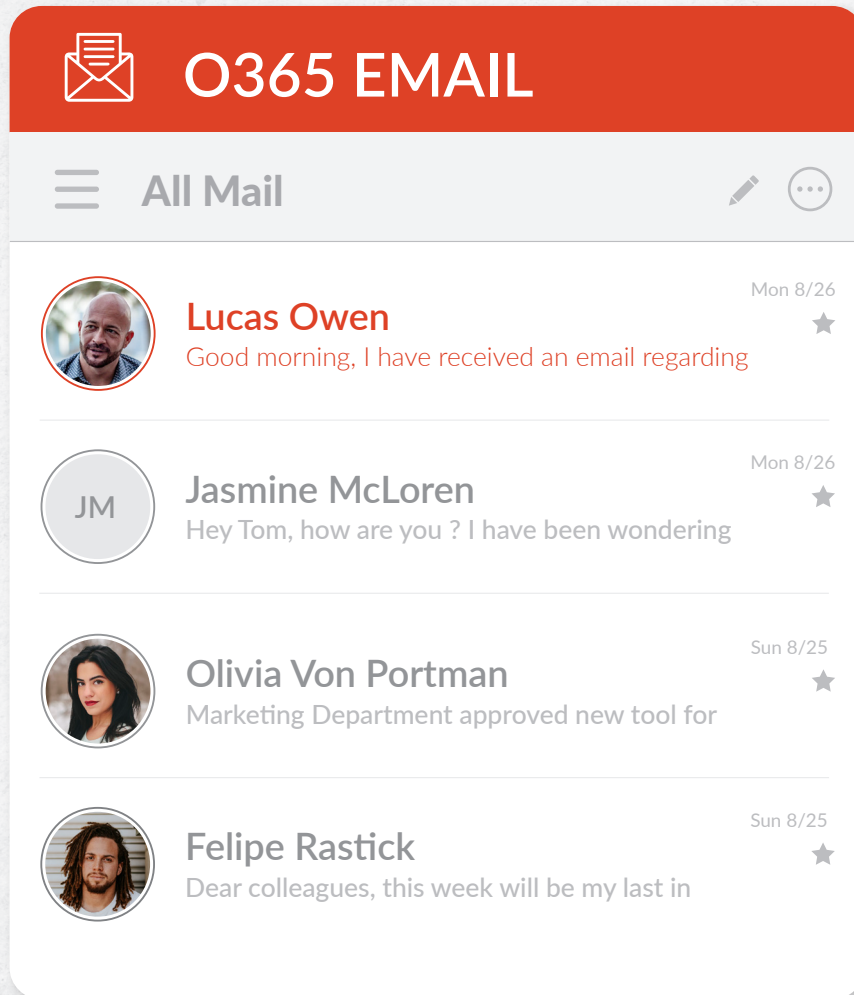 O365 EMAIL
All Mail
Mon 8/26
Lucas Owen
Good morning, I have received an email regarding
Mon 8/26
JM
Jasmine McLoren
Hey Tom, how are you ? I have been wondering
Sun 8/25
Olivia Von Portman
Marketing Department approved new tool for
Sun 8/25
Felipe Rastick
Dear colleagues, this week will be my last in